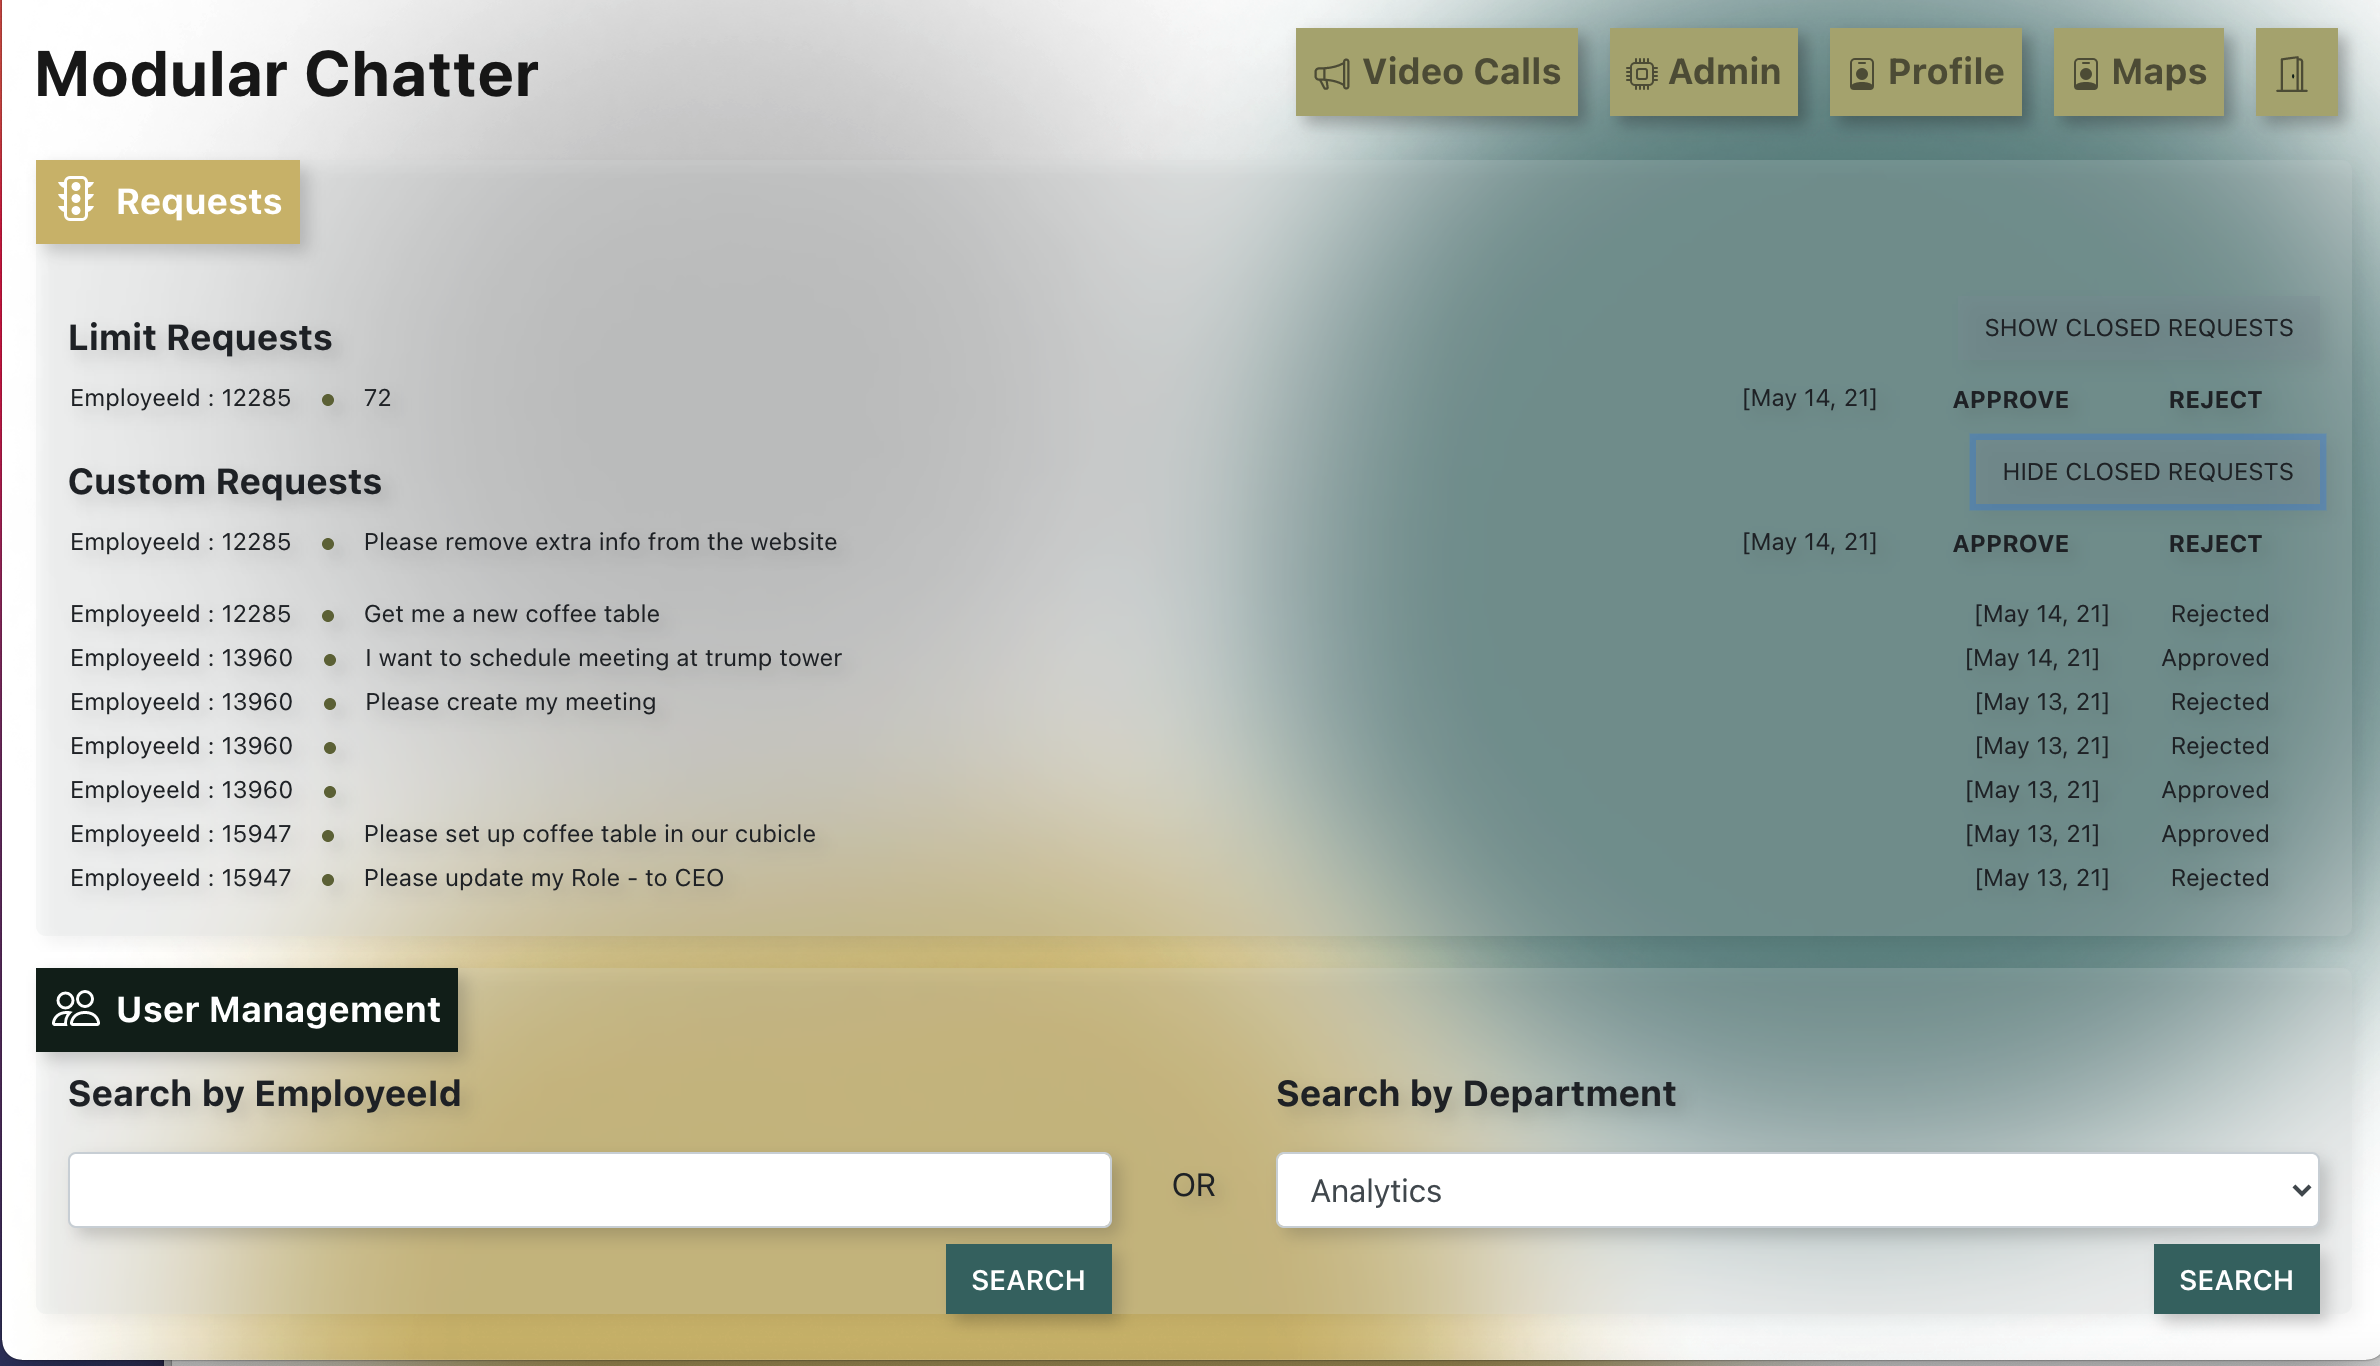 Modular Chatter
Video Calls
Admin
Profile
Maps
Requests
Limit Requests
SHOW CLOSED REQUESTS
EmployeeId : 12285 • 72 [May 14, 21] APPROVE REJECT
Custom Requests
HIDE CLOSED REQUESTS
EmployeeId : 12285 • Please remove extra info from the website [May 14, 21] APPROVE REJECT
EmployeeId : 12285 • Get me a new coffee table [May 14, 21] Rejected
EmployeeId : 13960 • I want to schedule meeting at trump tower [May 14, 21] Approved
EmployeeId : 13960 • Please create my meeting [May 13, 21] Rejected
EmployeeId : 13960 • [May 13, 21] Rejected
EmployeeId : 13960 • [May 13, 21] Approved
EmployeeId : 15947 • Please set up coffee table in our cubicle [May 13, 21] Approved
EmployeeId : 15947 • Please update my Role - to CEO [May 13, 21] Rejected
User Management
Search by EmployeeId
Search by Department
OR
Analytics
SEARCH
SEARCH